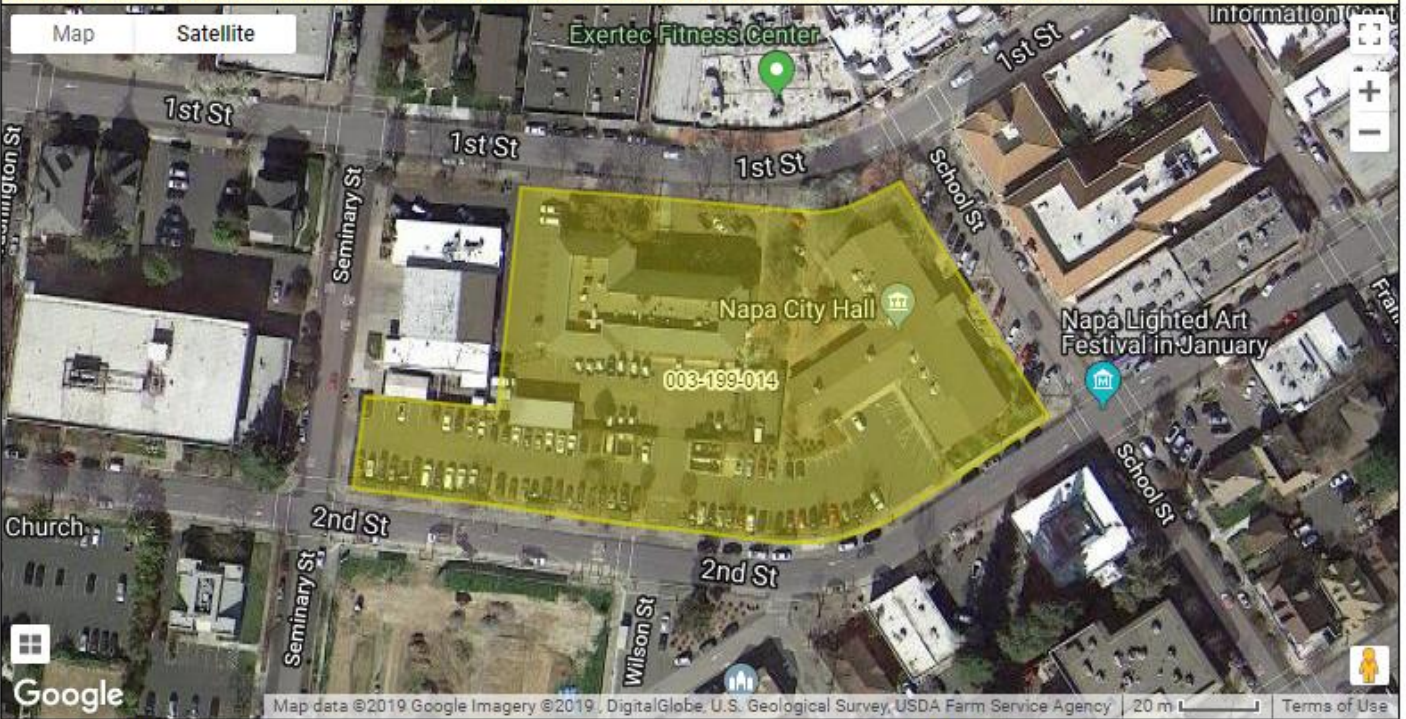 Map
Satellite
Exertec Fitness Center
1st St
1st St
1st St
1st St
School St
Seminary St
Napa City Hall
003-199-014
Napa Lighted Art
Festival in January
2nd St
2nd St
School St
Church
Seminary St
Wilson St
Google
Map data ©2019 Google Imagery ©2019 , DigitalGlobe, U.S. Geological Survey, USDA Farm Service Agency
20 m
Terms of Use